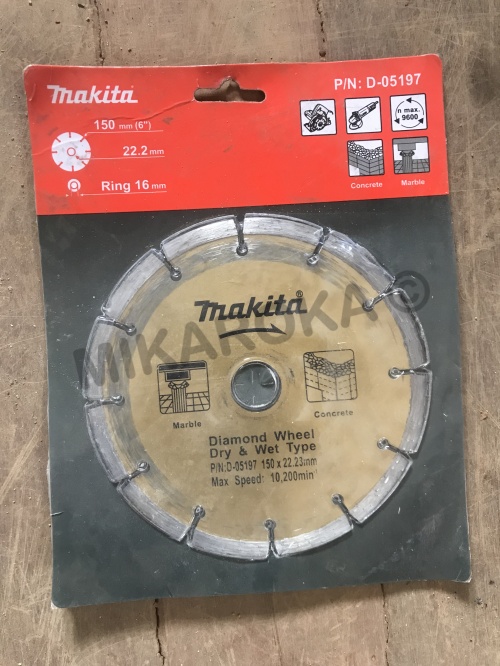 makita
P/N: D-05197
150 mm (6")
22.2 mm
Ring 16 mm
n max.
9600
Concrete
Marble
makita®
MIKAROKA ©
Marble
Concrete
Diamond Wheel
Dry & Wet Type
P/N:D-05197 150 x 22.23mm
Max Speed: 10,200min